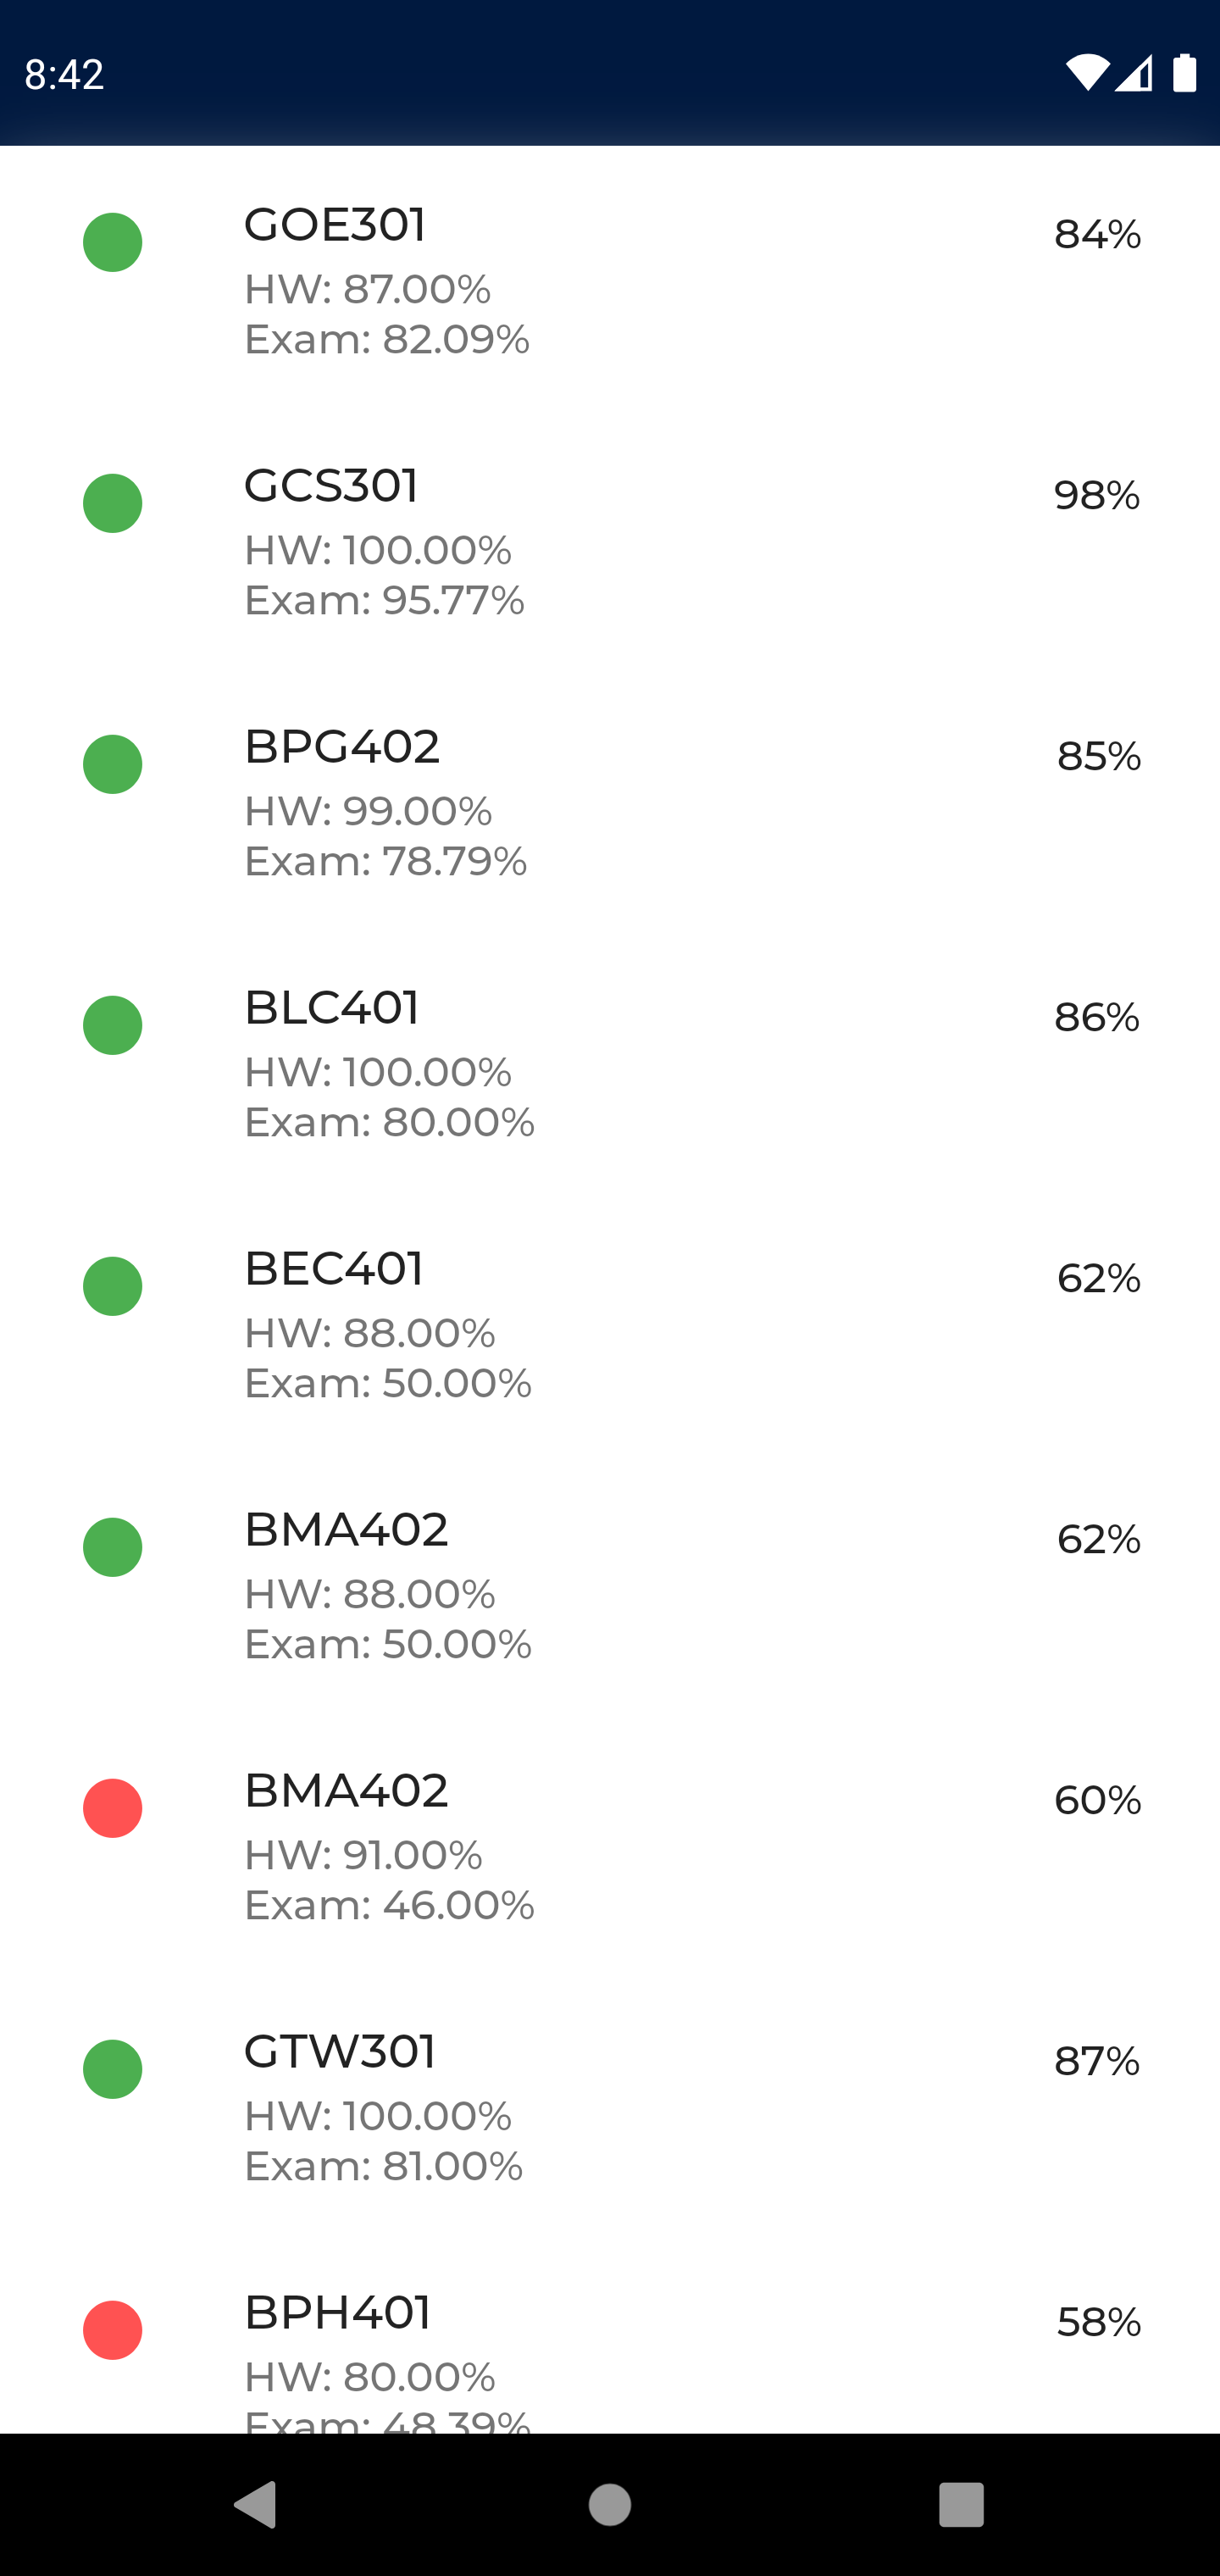 8:42
GOE301
84%
HW: 87.00%
Exam: 82.09%
GCS301
98%
HW: 100.00%
Exam: 95.77%
BPG402
85%
HW: 99.00%
Exam: 78.79%
BLC401
86%
HW: 100.00%
Exam: 80.00%
BEC401
62%
HW: 88.00%
Exam: 50.00%
BMA402
62%
HW: 88.00%
Exam: 50.00%
BMA402
60%
HW: 91.00%
Exam: 46.00%
GTW301
87%
HW: 100.00%
Exam: 81.00%
BPH401
58%
HW: 80.00%
Exam: 48.39%